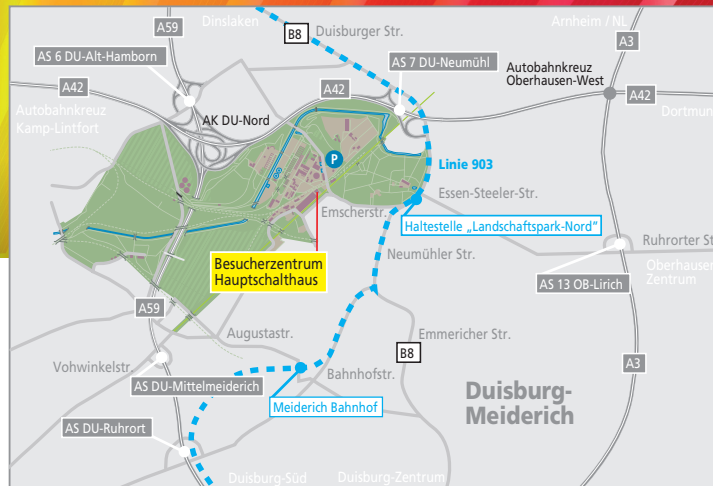 A59
Dinslaken
B8
Duisburger Str.
Arnheim / NL
A3
AS 6 DU-Alt-Hamborn
AS 7 DU-Neumühl
Autobahnkreuz
Oberhausen-West
A42
A42
A42
Autobahnkreuz
Kamp-Lintfort
AK DU-Nord
Dortmund
P
Linie 903
Essen-Steeler-Str.
Emscherstr.
Haltestelle „Landschaftspark-Nord"
Ruhrorter St
Neumühler Str.
Besucherzentrum
Hauptschalthaus
Oberhausen
Zentrum
AS 13 OB-Lirich
A59
Augustastr.
Emmericher Str.
B8
Vohwinkelstr.
Bahnhofstr.
A3
AS DU-Mittelmeiderich
Duisburg-
Meiderich
Meiderich Bahnhof
AS DU-Ruhrort
Duisburg-Süd
Duisburg-Zentrum